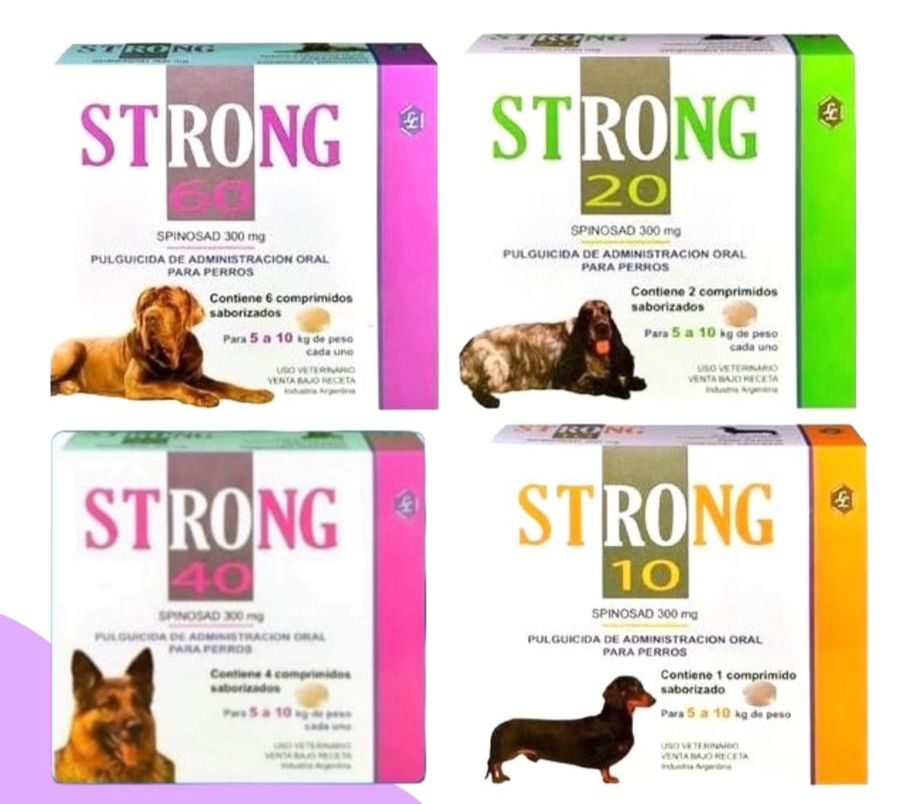 STRONG
STRONG
60
SPINOSAD 300 mg
PULGUICIDA DE ADMINISTRACION ORAL
PARA PERROS
Contiene 6 comprimidos
saborizados
Para 5 a 10 kg de peso
cada uno
USO VETERINARIO
VENTA BAJO RECETA
Industria Argentina
STRONG
20
STRONG
20
SPINOSAD 300 mg
PULGUICIDA DE ADMINISTRACION ORAL
PARA PERROS
Contiene 2 comprimidos
saborizados
Para 5 a 10 kg de peso
cada uno
USO VETERINARIO
VENTA BAJO RECETA
Industria Argentina
STRONG
STRONG
40
SPINOSAD 300 mg
PULGUICIDA DE ADMINISTRACION ORAL
PARA PERROS
Contiene 4 comprimidos
saborizados
Para 5 a 10 kg de peso
cada uno
USO VETERINARIO
VENTA BAJO RECETA
Industria Argentina
STRONG
10
STRONG
10
SPINOSAD 300 mg
PULGUICIDA DE ADMINISTRACION ORAL
PARA PERROS
Contiene 1 comprimido
saborizado
Para 5 a 10 kg de peso
USO VETERINARIO
VENTA BAJO RECETA
Industria Argentina